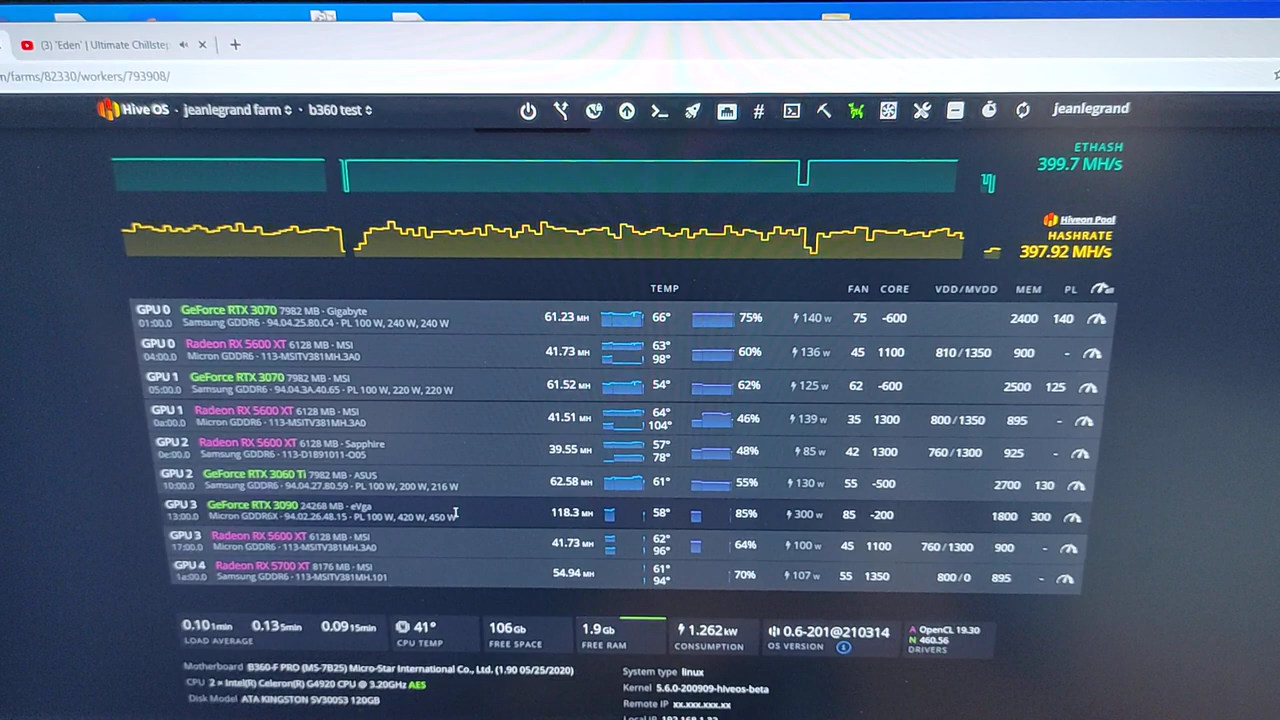 (3) 'Eden' | Ultimate Chillste
n/farms/82330/workers/793908/
Hive OS · jeanlegrand farm · b360 test
jeanlegrand
ETHASH
399.7 MH/s
Hiveon Pool
HASHRATE
397.92 MH/s
TEMP FAN CORE VDD/MVDD MEM PL
GPU 0 GeForce RTX 3070 7982 MB · Gigabyte 61.23 MH 66° 75% 140 W 75 -600 2400 140
01:00.0 Samsung GDDR6 · 94.04.25.80.C4 · PL 100 W, 240 W, 240 W
GPU 0 Radeon RX 5600 XT 6128 MB · MSI 41.73 MH 63° 60% 136 W 45 1100 810/1350 900 -
04:00.0 Micron GDDR6 · 113-MSITV381MH.3A0 98°
GPU 1 GeForce RTX 3070 7982 MB · MSI 61.52 MH 54° 62% 125 W 62 -600 2500 125
05:00.0 Samsung GDDR6 · 94.04.3A.40.65 · PL 100 W, 220 W, 220 W
GPU 1 Radeon RX 5600 XT 6128 MB · MSI 41.51 MH 64° 46% 139 W 35 1300 800/1350 895 -
0a:00.0 Micron GDDR6 · 113-MSITV381MH.3A0 104°
GPU 2 Radeon RX 5600 XT 6128 MB · Sapphire 39.55 MH 57° 48% 85 W 42 1300 760/1300 925 -
0e:00.0 Samsung GDDR6 · 113-D1891011-O05 78°
GPU 2 GeForce RTX 3060 Ti 7982 MB · ASUS 62.58 MH 61° 55% 130 W 55 -500 2700 130
10:00.0 Samsung GDDR6 · 94.04.27.80.59 · PL 100 W, 200 W, 216 W
GPU 3 GeForce RTX 3090 24268 MB · eVga 118.3 MH 58° 85% 300 W 85 -200 1800 300
13:00.0 Micron GDDR6X · 94.02.26.48.15 · PL 100 W, 420 W, 450 W
GPU 3 Radeon RX 5600 XT 6128 MB · MSI 41.73 MH 62° 64% 100 W 45 1100 760/1300 900 -
17:00.0 Micron GDDR6 · 113-MSITV381MH.3A0 96°
GPU 4 Radeon RX 5700 XT 8176 MB · MSI 54.94 MH 61° 70% 107 W 55 1350 800/0 895 -
1a:00.0 Samsung GDDR6 · 113-MSITV381MH.101 94°
0.10 1min 0.13 5min 0.09 15min 41° 106Gb 1.9Gb 1.262kW 0.6-201@210314 A OpenCL 19.30
N 460.56
LOAD AVERAGE CPU TEMP FREE SPACE FREE RAM CONSUMPTION OS VERSION DRIVERS
Motherboard B360-F PRO (MS-7B25) Micro-Star International Co., Ltd. (1.90 05/25/2020)
CPU 2 × Intel(R) Celeron(R) G4920 CPU @ 3.20GHz AES
Disk Model ATA KINGSTON SV300S3 120GB
System type linux
Kernel 5.6.0-200909-hiveos-beta
Remote IP xx.xxx.xxx.xx